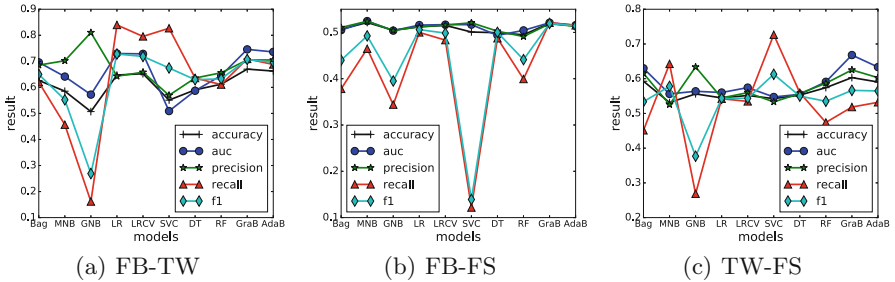 0.9
0.8
0.7
0.6
0.5
0.4
0.3
0.2
0.1
result
accuracy
auc
precision
recall
f1
Bag MNB GNB LR LRCV SVC DT RF GraB AdaB
models
(a) FB-TW
0.5
0.4
0.3
0.2
0.1
result
accuracy
auc
precision
recall
f1
Bag MNB GNB LR LRCV SVC DT RF GraB AdaB
models
(b) FB-FS
0.8
0.7
0.6
0.5
0.4
0.3
0.2
result
accuracy
auc
precision
recall
f1
Bag MNB GNB LR LRCV SVC DT RF GraB AdaB
models
(c) TW-FS